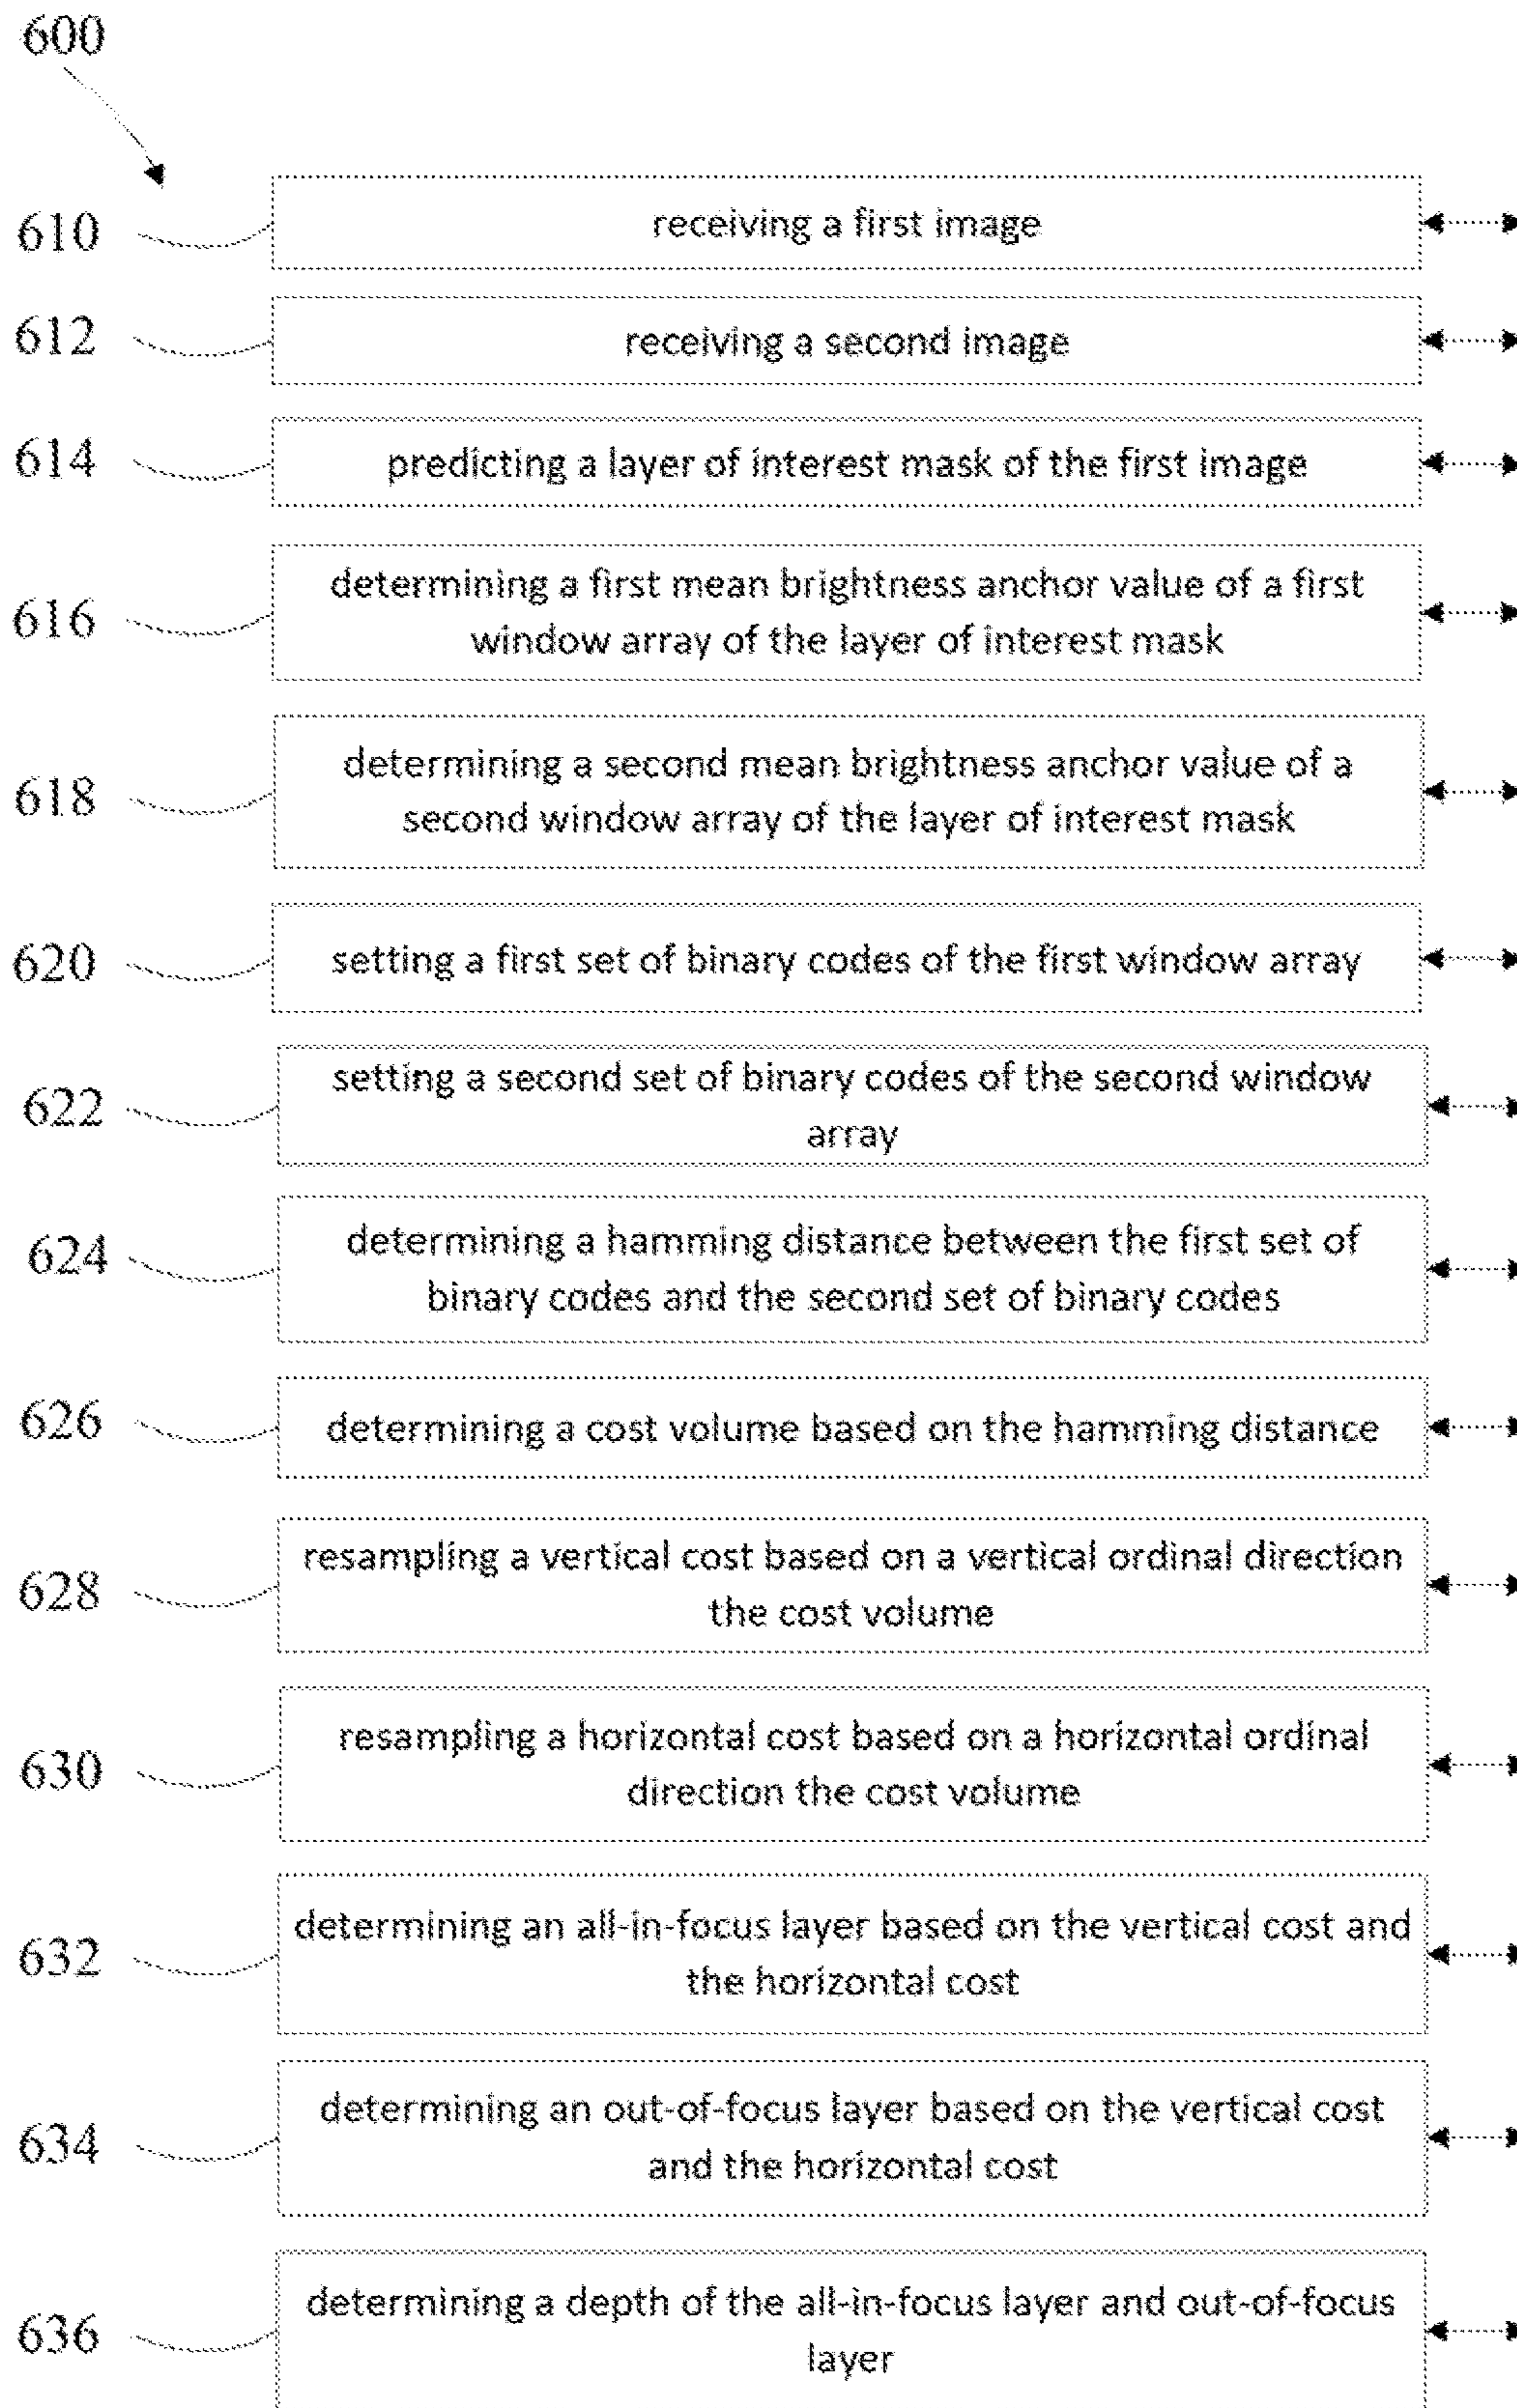 600
610
receiving a first image
612
receiving a second image
614
predicting a layer of interest mask of the first image
616
determining a first mean brightness anchor value of a first
window array of the layer of interest mask
618
determining a second mean brightness anchor value of a
second window array of the layer of interest mask
620
setting a first set of binary codes of the first window array
622
setting a second set of binary codes of the second window
array
624
determining a hamming distance between the first set of
binary codes and the second set of binary codes
626
determining a cost volume based on the hamming distance
628
resampling a vertical cost based on a vertical ordinal direction
the cost volume
630
resampling a horizontal cost based on a horizontal ordinal
direction the cost volume
632
determining an all-in-focus layer based on the vertical cost and
the horizontal cost
634
determining an out-of-focus layer based on the vertical cost
and the horizontal cost
636
determining a depth of the all-in-focus layer and out-of-focus
layer